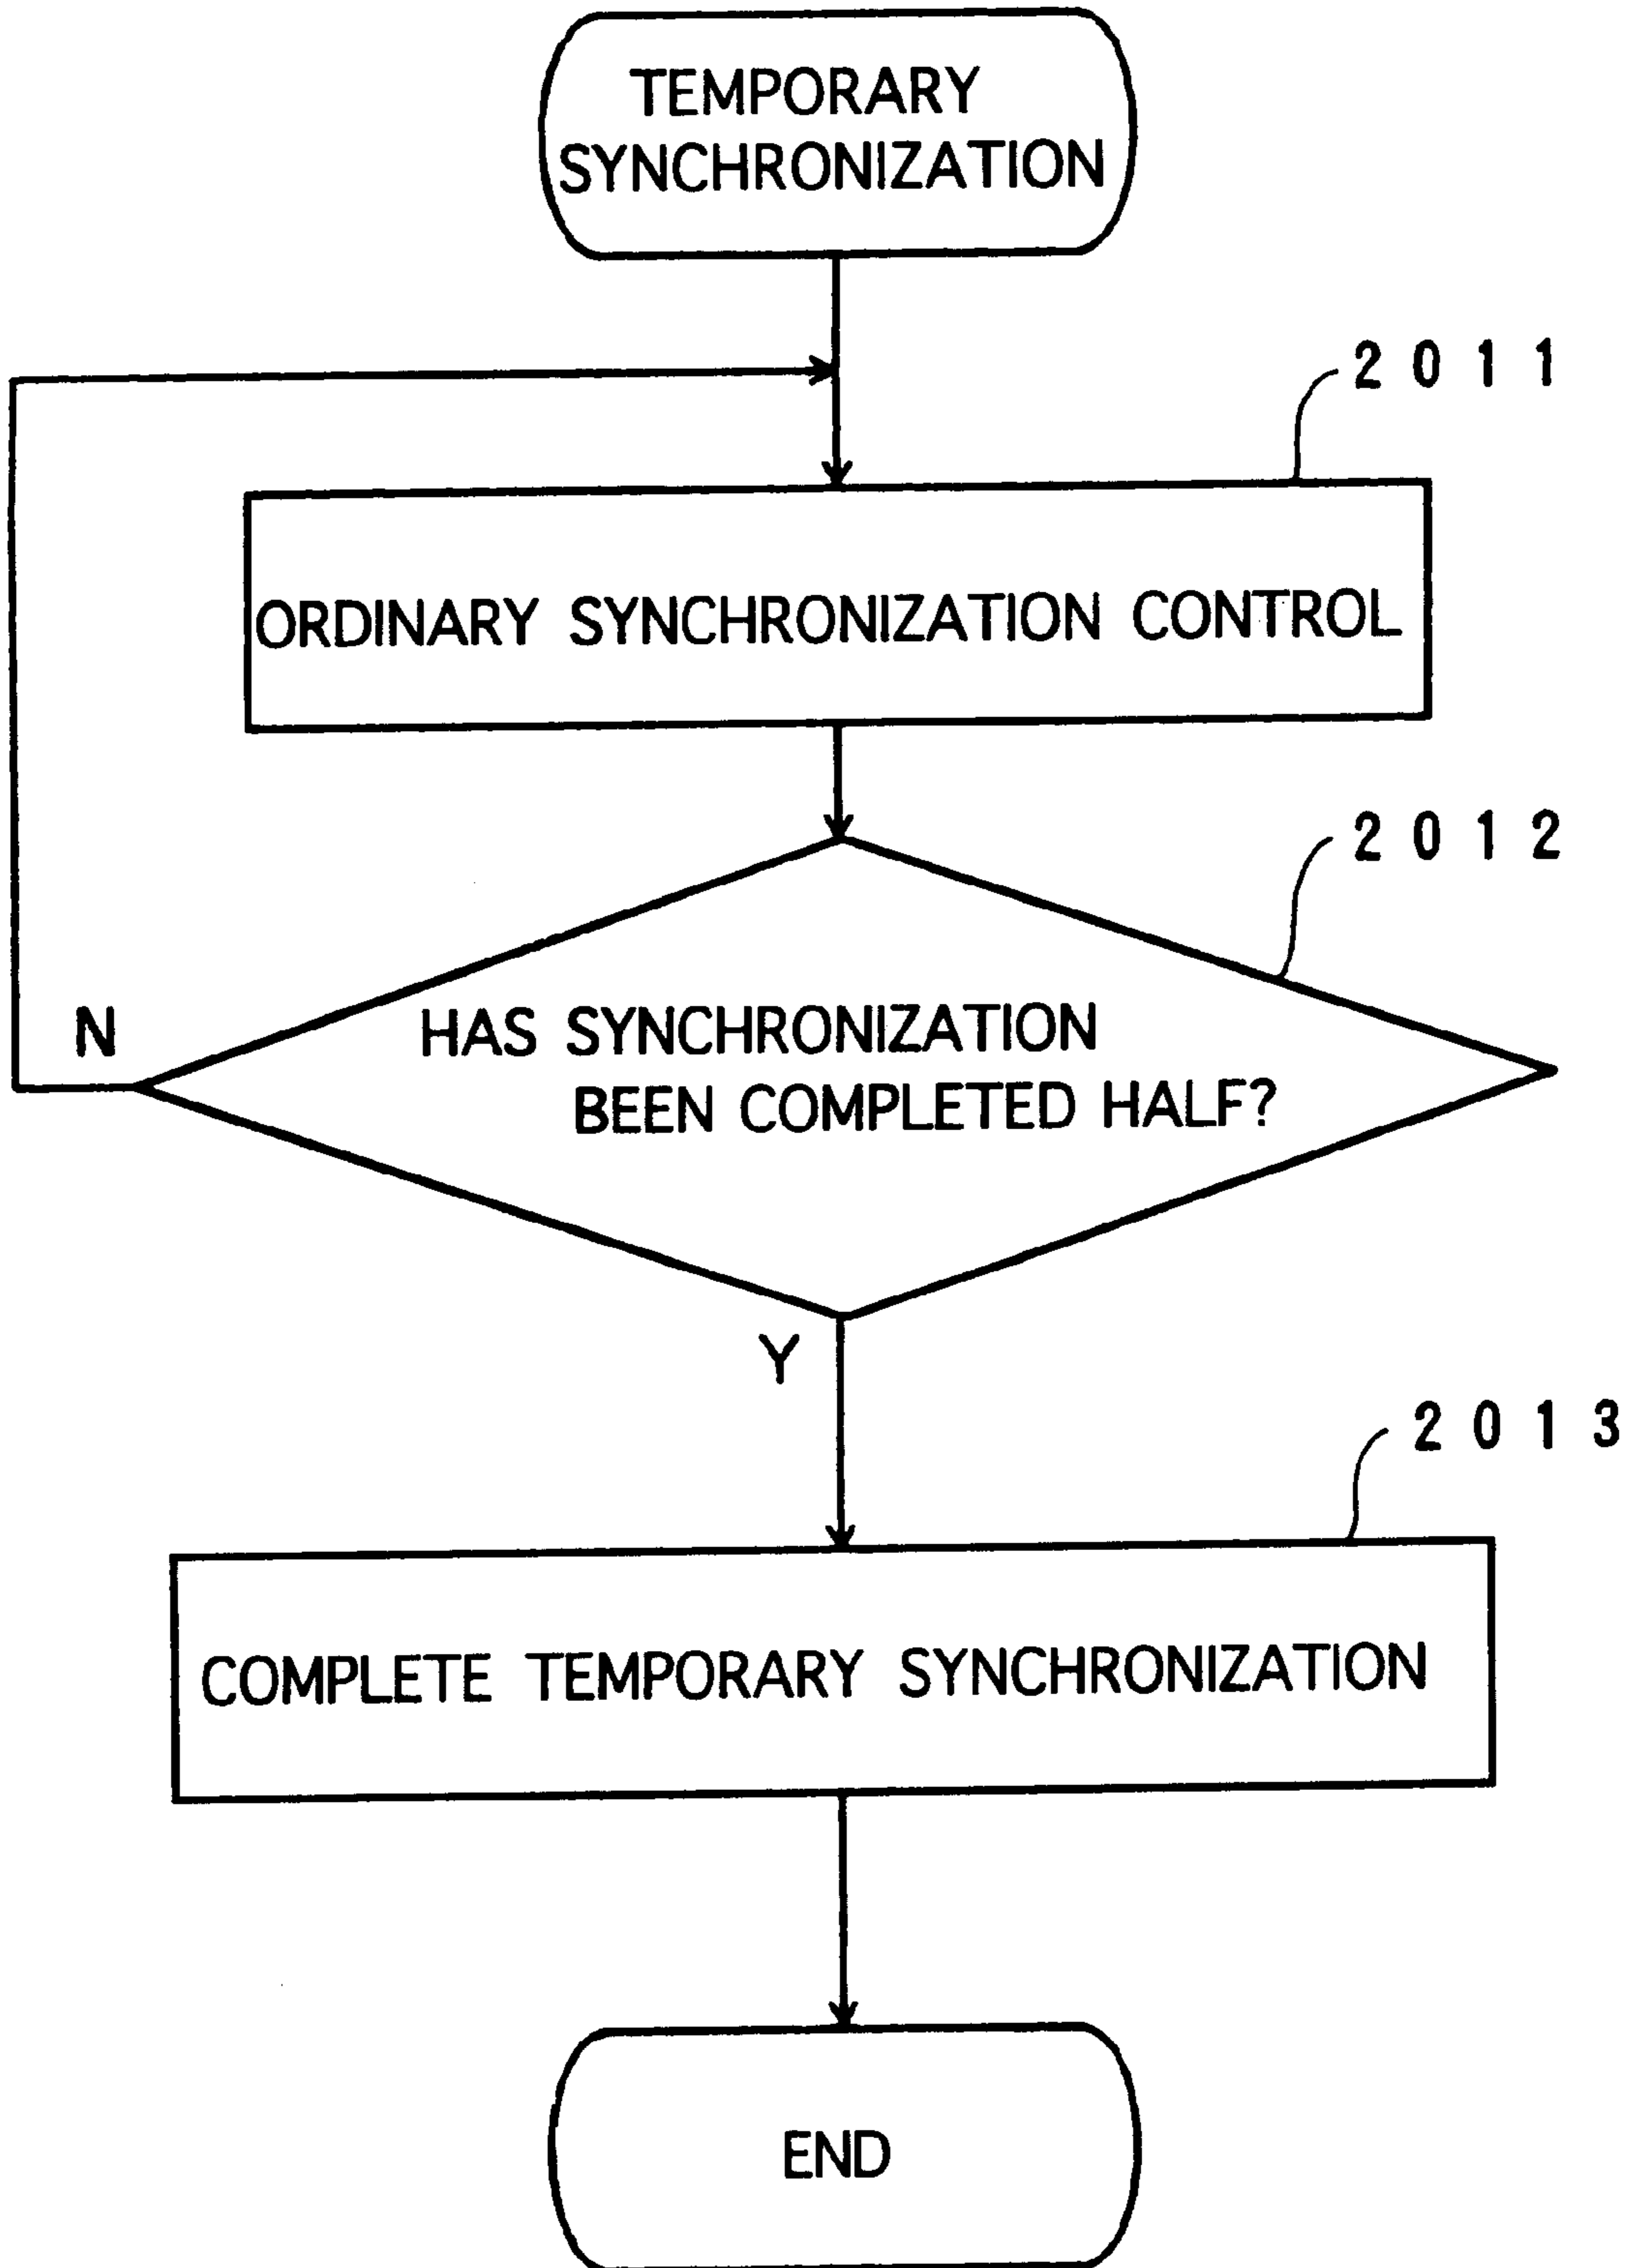 TEMPORARY
SYNCHRONIZATION
2011
ORDINARY SYNCHRONIZATION CONTROL
2012
N
HAS SYNCHRONIZATION
BEEN COMPLETED HALF?
Y
2013
COMPLETE TEMPORARY SYNCHRONIZATION
END